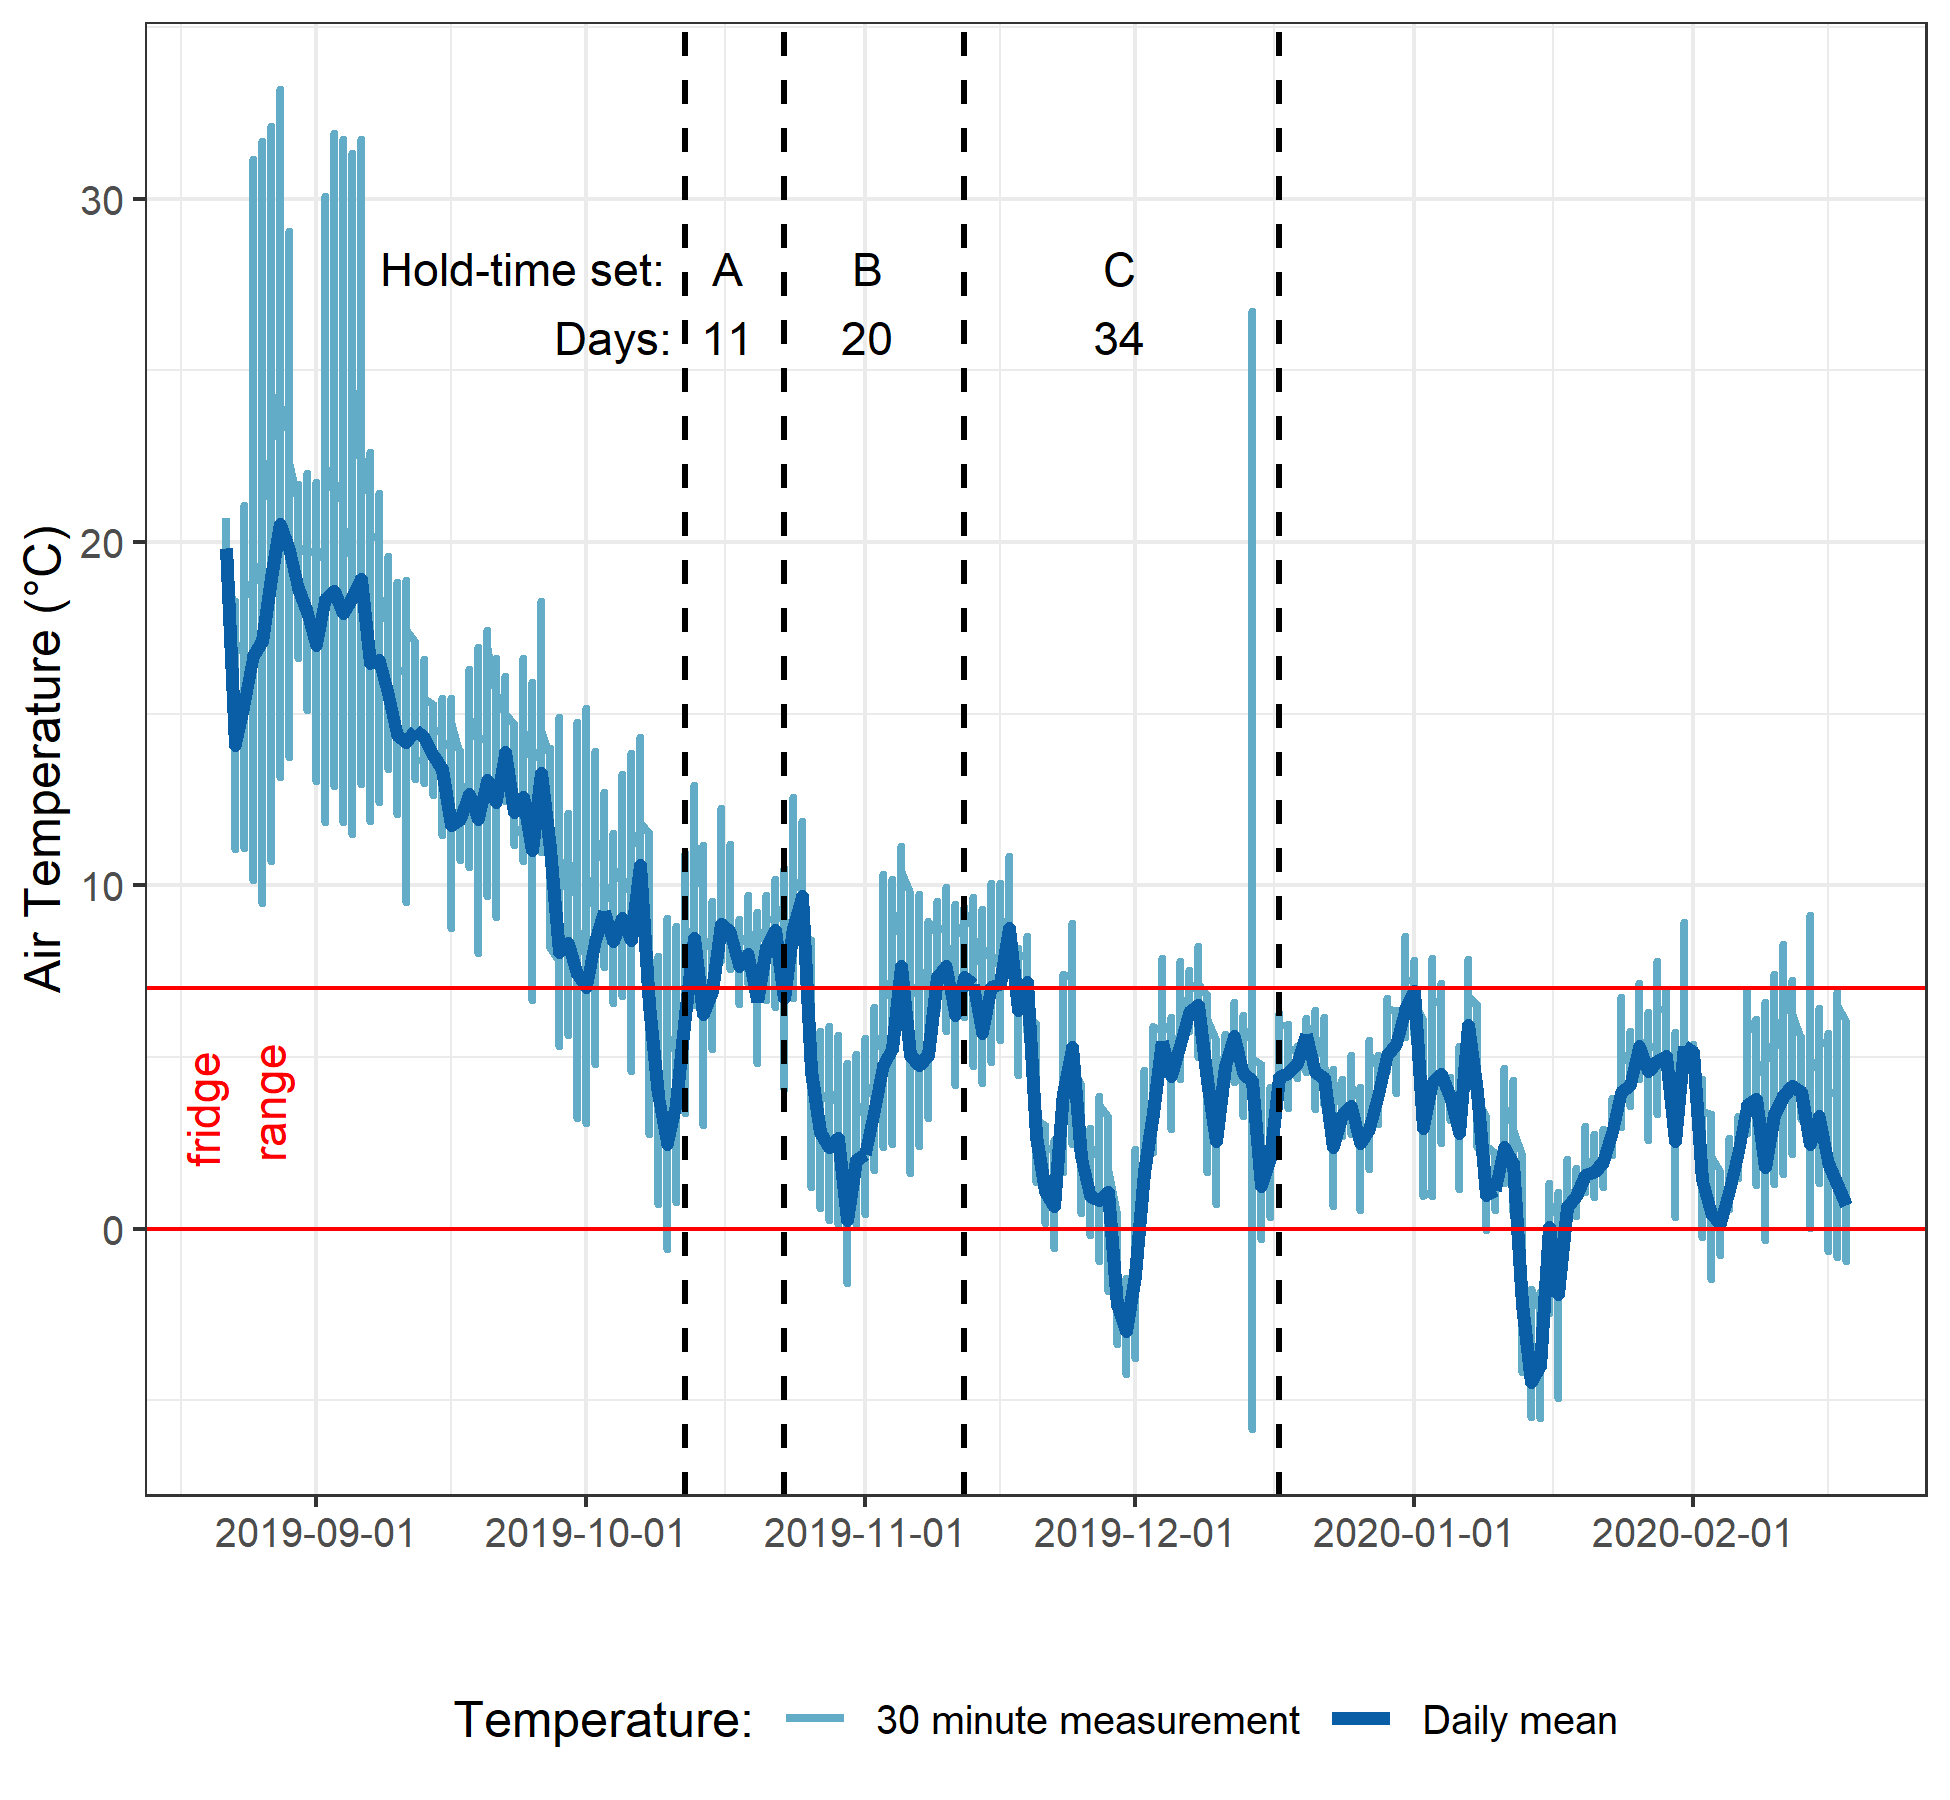 Hold-time set: A B C
Days: 11 20 34
Air Temperature (°C)
30
20
10
0
fridge
range
2019-09-01 2019-10-01 2019-11-01 2019-12-01 2020-01-01 2020-02-01
Temperature: 30 minute measurement Daily mean